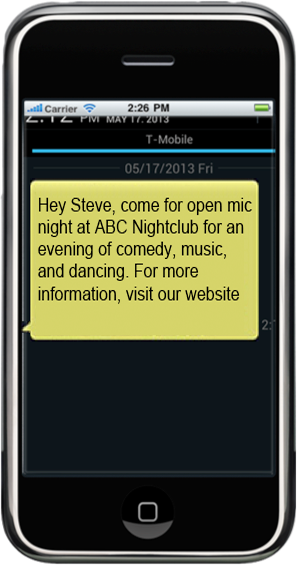 Carrier 2:26 PM
2:12 PM MAY 17, 2013
T-Mobile
05/17/2013 Fri
Hey Steve, come for open mic
night at ABC Nightclub for an
evening of comedy, music,
and dancing. For more
information, visit our website
2: